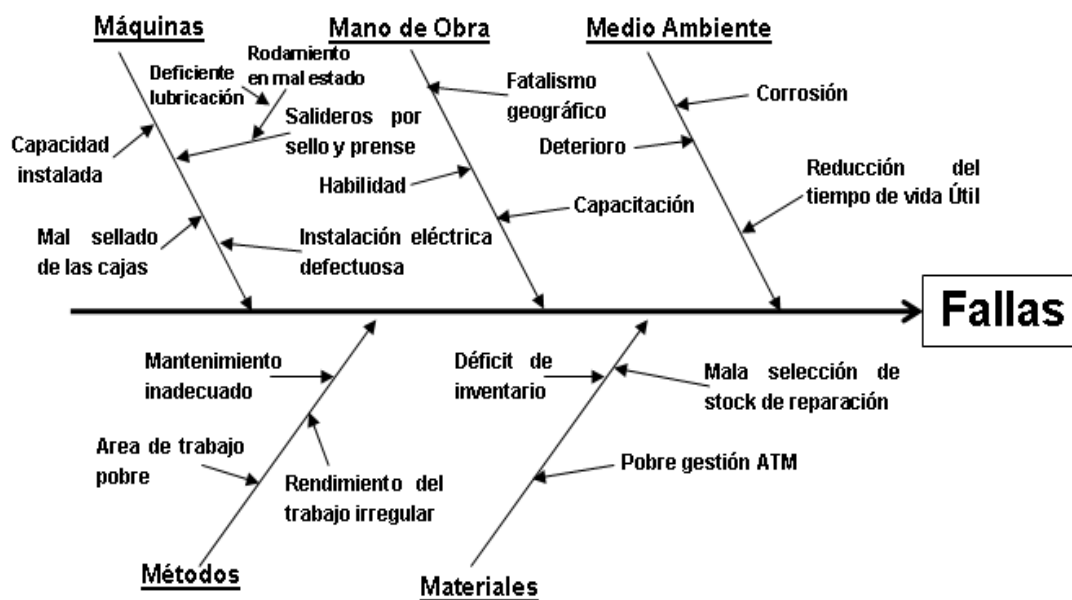 Máquinas
Mano de Obra
Medio Ambiente
Rodamiento
en mal estado
Deficiente
lubricación
Salideros por
sello y prense
Capacidad
instalada
Mal sellado
de las cajas
Instalación eléctrica
defectuosa
Fatalismo
geográfico
Habilidad
Capacitación
Corrosión
Deterioro
Reducción del
tiempo de vida Útil
Fallas
Mantenimiento
inadecuado
Area de trabajo
pobre
Rendimiento del
trabajo irregular
Métodos
Déficit de
inventario
Mala selección de
stock de reparación
Pobre gestión ATM
Materiales